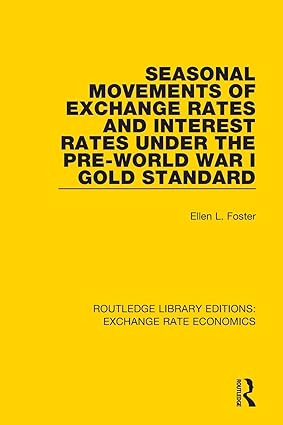 SEASONAL
MOVEMENTS OF
EXCHANGE RATES
AND INTEREST
RATES UNDER THE
PRE-WORLD WAR I
GOLD STANDARD
Ellen L. Foster
ROUTLEDGE LIBRARY EDITIONS:
EXCHANGE RATE ECONOMICS
ROUTLEDGE